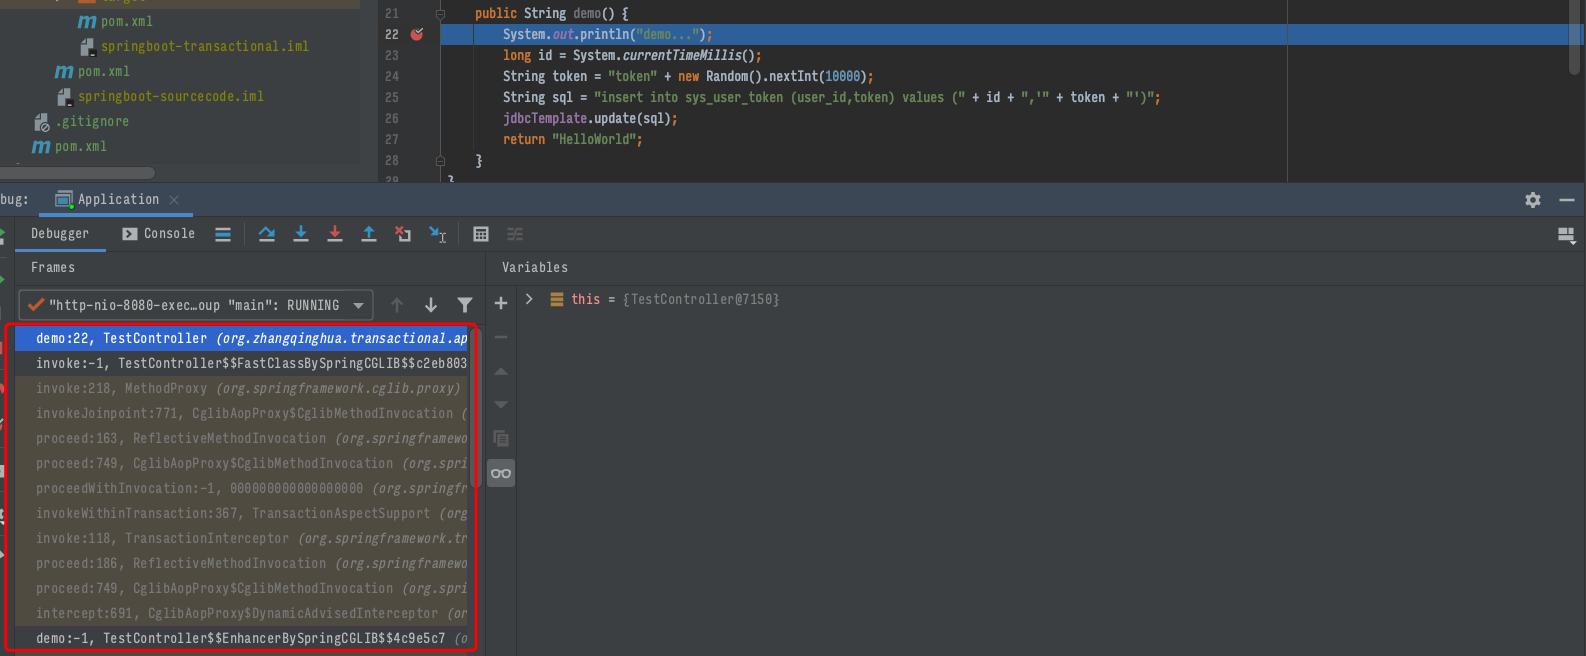 target
pom.xml
springboot-transactional.iml
pom.xml
springboot-sourcecode.iml
.gitignore
pom.xml
21 public String demo() {
22 System.out.println("demo...");
23 long id = System.currentTimeMillis();
24 String token = "token" + new Random().nextInt(10000);
25 String sql = "insert into sys_user_token (user_id,token) values (" + id + ",'" + token + "')";
26 jdbcTemplate.update(sql);
27 return "HelloWorld";
28 }
29 }
bug: Application
Debugger Console
Frames Variables
"http-nio-8080-exec…oup "main": RUNNING
this = {TestController@7150}
demo:22, TestController (org.zhangqinghua.transactional.ap
invoke:-1, TestController$$FastClassBySpringCGLIB$$c2eb803
invoke:218, MethodProxy (org.springframework.cglib.proxy)
invokeJoinpoint:771, CglibAopProxy$CglibMethodInvocation (
proceed:163, ReflectiveMethodInvocation (org.springframewo
proceed:749, CglibAopProxy$CglibMethodInvocation (org.spri
proceedWithInvocation:-1, 000000000000000000 (org.springfr
invokeWithinTransaction:367, TransactionAspectSupport (org
invoke:118, TransactionInterceptor (org.springframework.tr
proceed:186, ReflectiveMethodInvocation (org.springframewo
proceed:749, CglibAopProxy$CglibMethodInvocation (org.spri
intercept:691, CglibAopProxy$DynamicAdvisedInterceptor (or
demo:-1, TestController$$EnhancerBySpringCGLIB$$4c9e5c7 (o